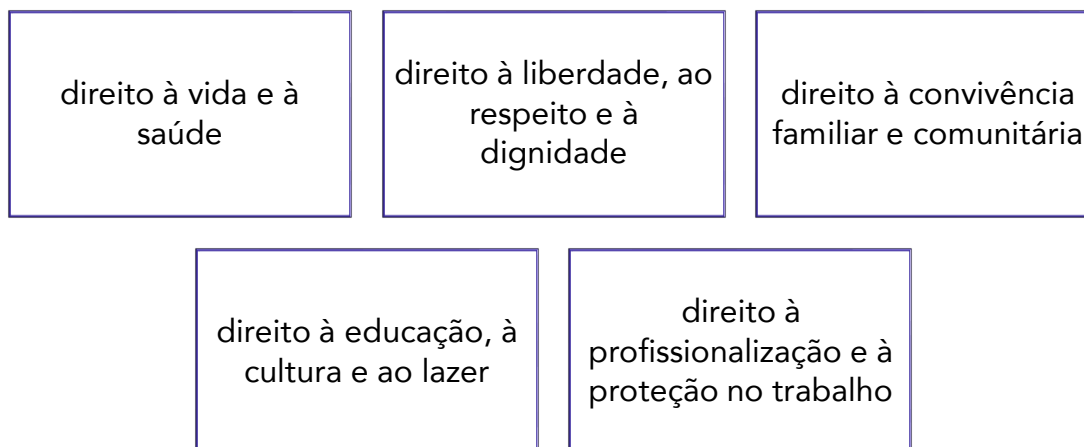 direito à vida e à
saúde
direito à liberdade, ao
respeito e à
dignidade
direito à convivência
familiar e comunitária
direito à educação, à
cultura e ao lazer
direito à
profissionalização e à
proteção no trabalho